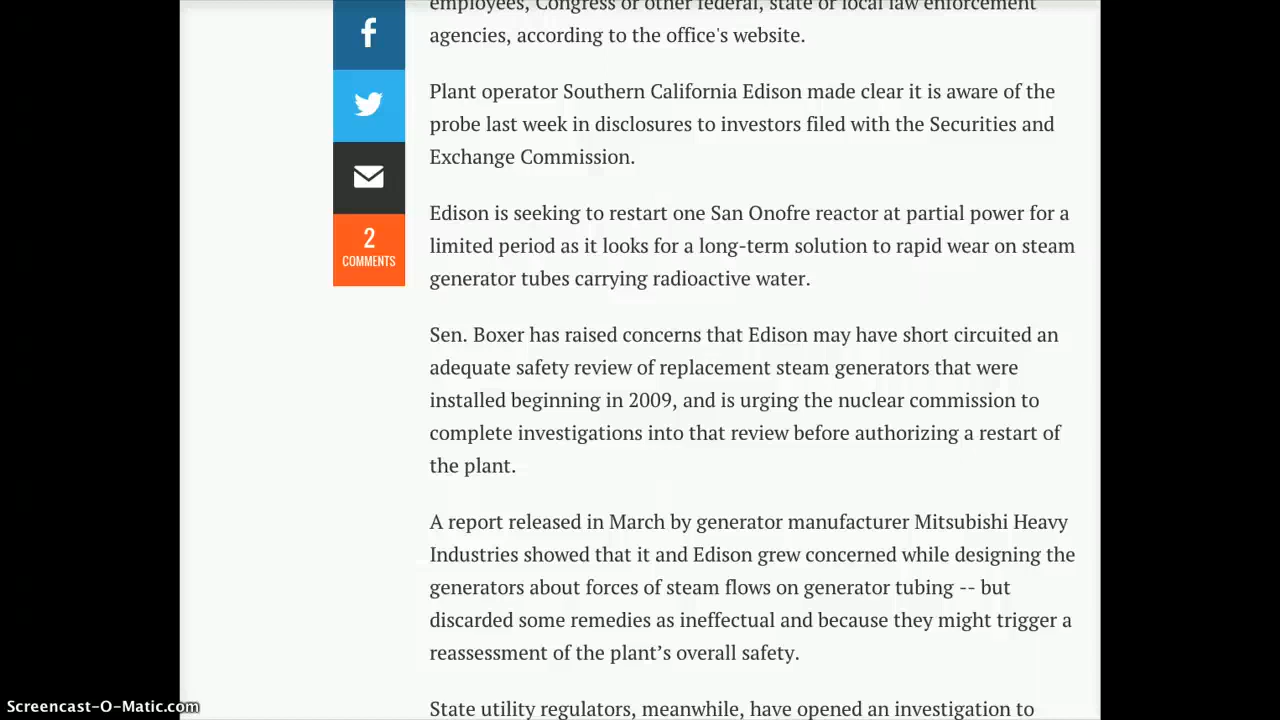 employees, Congress or other federal, state or local law enforcement
agencies, according to the office's website.
Plant operator Southern California Edison made clear it is aware of the
probe last week in disclosures to investors filed with the Securities and
Exchange Commission.
Edison is seeking to restart one San Onofre reactor at partial power for a
limited period as it looks for a long-term solution to rapid wear on steam
generator tubes carrying radioactive water.
Sen. Boxer has raised concerns that Edison may have short circuited an
adequate safety review of replacement steam generators that were
installed beginning in 2009, and is urging the nuclear commission to
complete investigations into that review before authorizing a restart of
the plant.
A report released in March by generator manufacturer Mitsubishi Heavy
Industries showed that it and Edison grew concerned while designing the
generators about forces of steam flows on generator tubing -- but
discarded some remedies as ineffectual and because they might trigger a
reassessment of the plant’s overall safety.
State utility regulators, meanwhile, have opened an investigation to
2
COMMENTS
Screencast-O-Matic.com